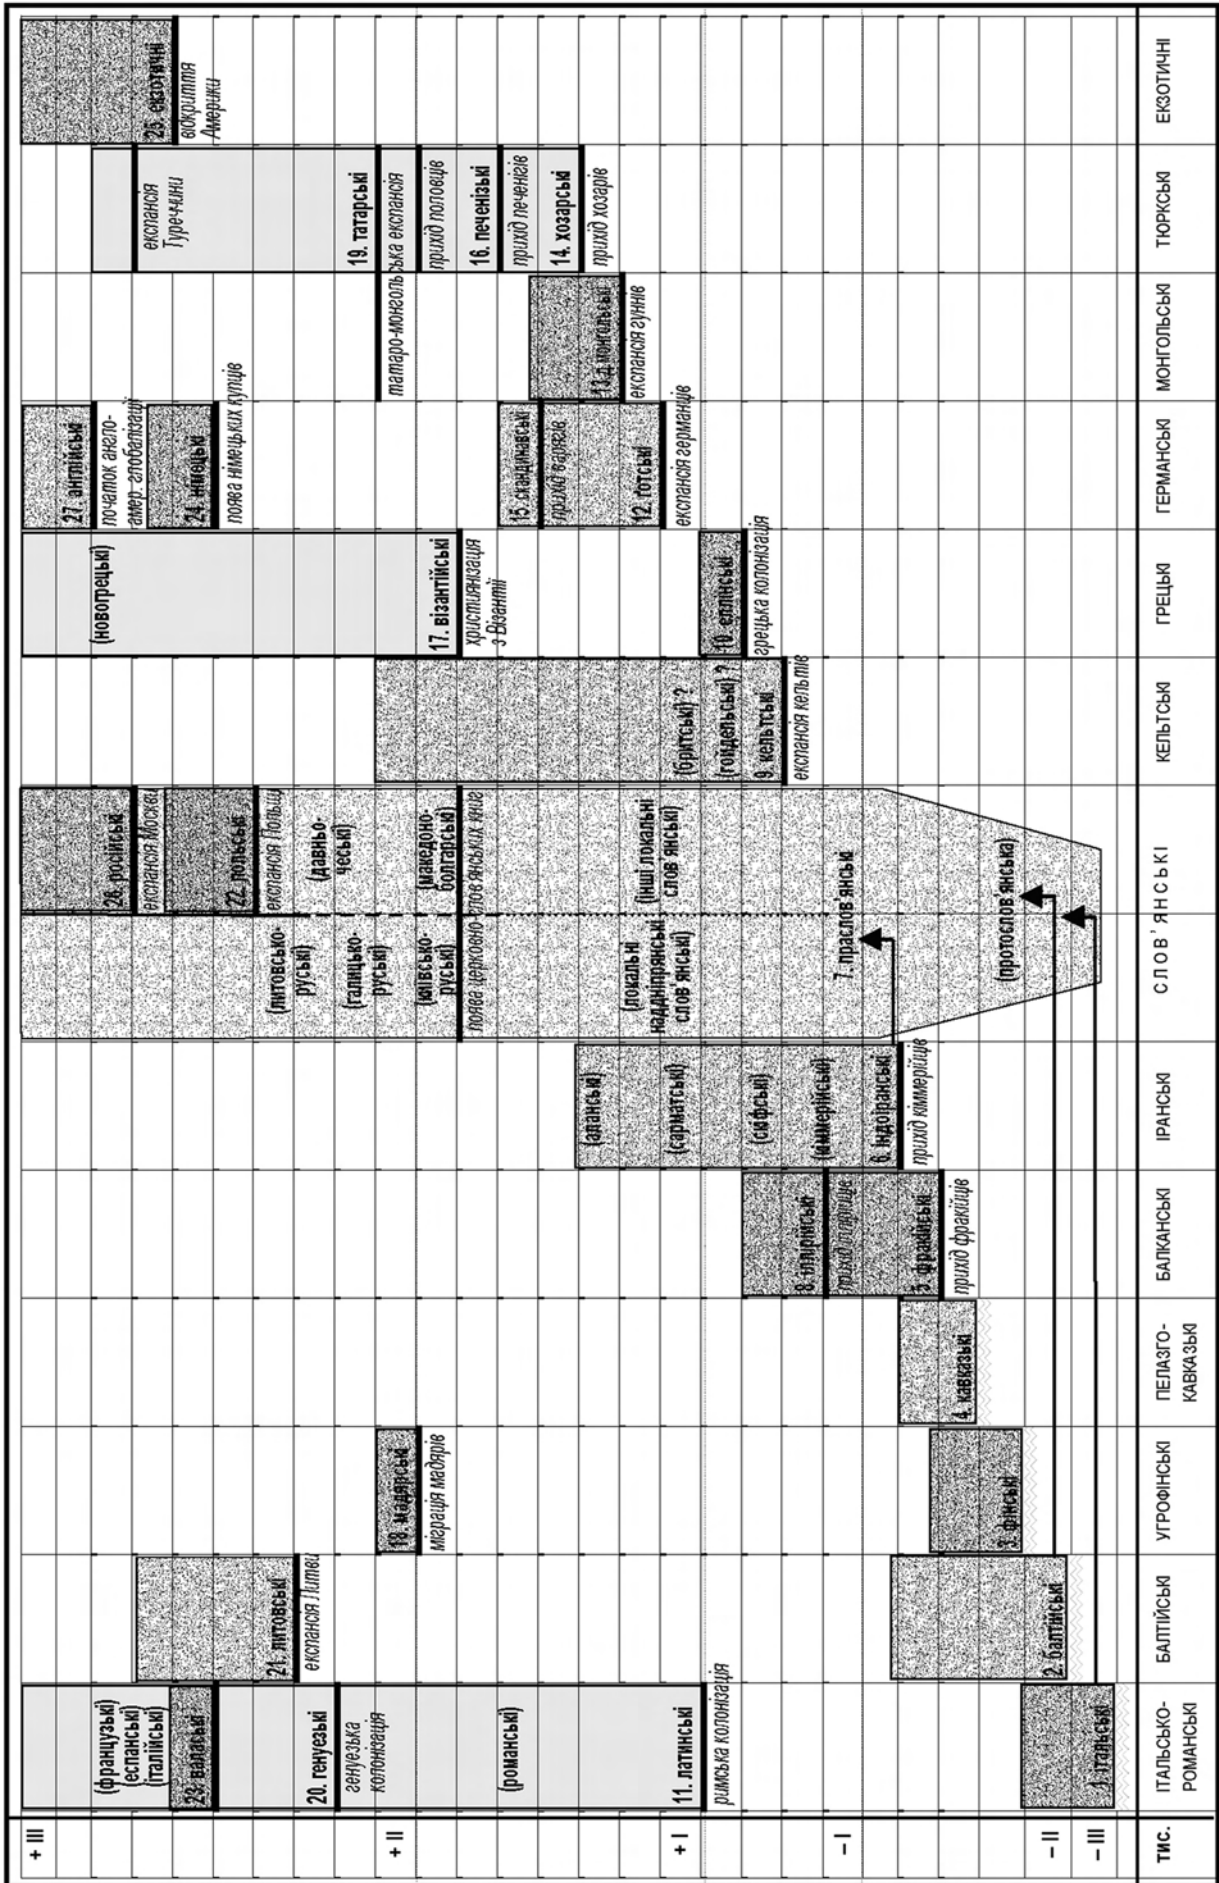 ТИС.
+ III
+ II
+ I
– I
– II
– III
ІТАЛЬСЬКО-
РОМАНСЬКІ
(французькі)
(еспанські)
(італійські)
23. валаські
20. генуезькі
генуезька
колонізація
(романські)
11. латинські
римська колонізація
1. італьські
БАЛТІЙСЬКІ
21. литовські
експансія Литви
2. балтійські
УГРОФІНСЬКІ
18. мадярські
міграція мадярів
3. фінські
ПЕЛАЗГО-
КАВКАЗЬКІ
4. кавказькі
БАЛКАНСЬКІ
8. іллірійські
прихід іллірійців
5. фракійські
прихід фракійців
ІРАНСЬКІ
(аланські)
(сарматські)
(скіфські)
(кіммерійські)
6. індоіранські
прихід кіммерійців
СЛОВ’ЯНСЬКІ
(литовсько-
руські)
(галицько-
руські)
(київсько-
руські)
поява церковно-слов’янських книг
(локальні
наддніпрянські
слов’янські)
7. праслов’янські
(протослов’янська)
26. російські
експансія Москви
22. польські
експансія Польщі
(давньо-
чеські)
(македоно-
болгарські)
(інші локальні
слов’янські)
КЕЛЬТСЬКІ
(бритські) ?
(гойдельські) ?
9. кельтські
експансія кельтів
ГРЕЦЬКІ
(новогрецькі)
17. візантійські
християнізація
з Візантії
10. еллінські
грецька колонізація
ГЕРМАНСЬКІ
27. англійські
початок англо-
амер. глобалізації
24. німецькі
поява німецьких купців
15. скандинавські
прихід варягів
12. готські
експансія германців
МОНГОЛЬСЬКІ
татаро-монгольська експансія
13.д.монгольські
експансія гуннів
ТЮРКСЬКІ
експансія
Туреччини
19. татарські
прихід половців
16. печенізькі
прихід печенігів
14. хозарські
прихід хозарів
ЕКЗОТИЧНІ
25. екзотичні
відкриття
Америки